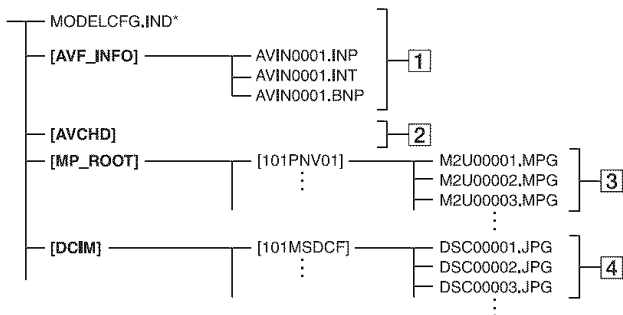 MODELCFG.IND*
[AVF_INFO] AVIN0001.INP
AVIN0001.INT 1
AVIN0001.BNP
[AVCHD] 2
[MP_ROOT] [101PNV01] M2U00001.MPG
M2U00002.MPG 3
M2U00003.MPG
[DCIM] [101MSDCF] DSC00001.JPG
DSC00002.JPG 4
DSC00003.JPG